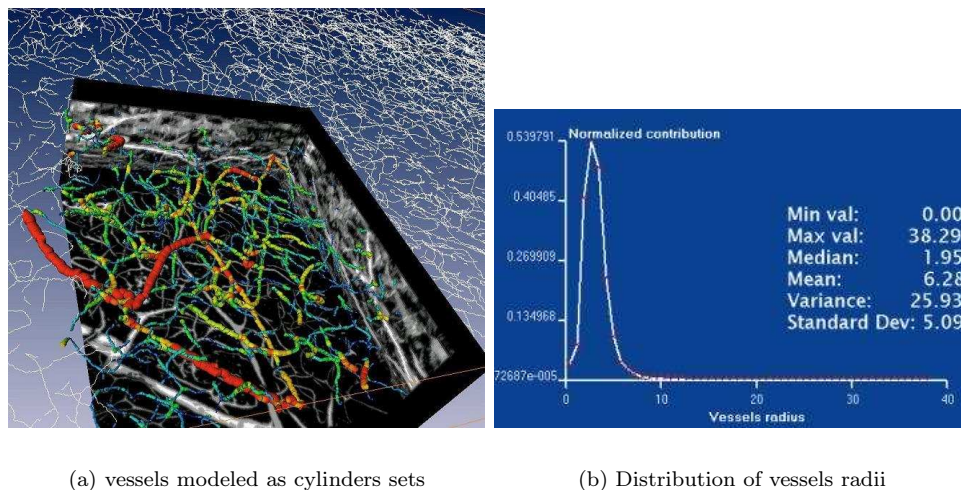 0.539791 Normalized contribution
0.40485
0.269909
0.134968
72687e-005
0 10 20 30 40
Vessels radius
Min val: 0.00
Max val: 38.29
Median: 1.95
Mean: 6.28
Variance: 25.93
Standard Dev: 5.09
(a) vessels modeled as cylinders sets
(b) Distribution of vessels radii